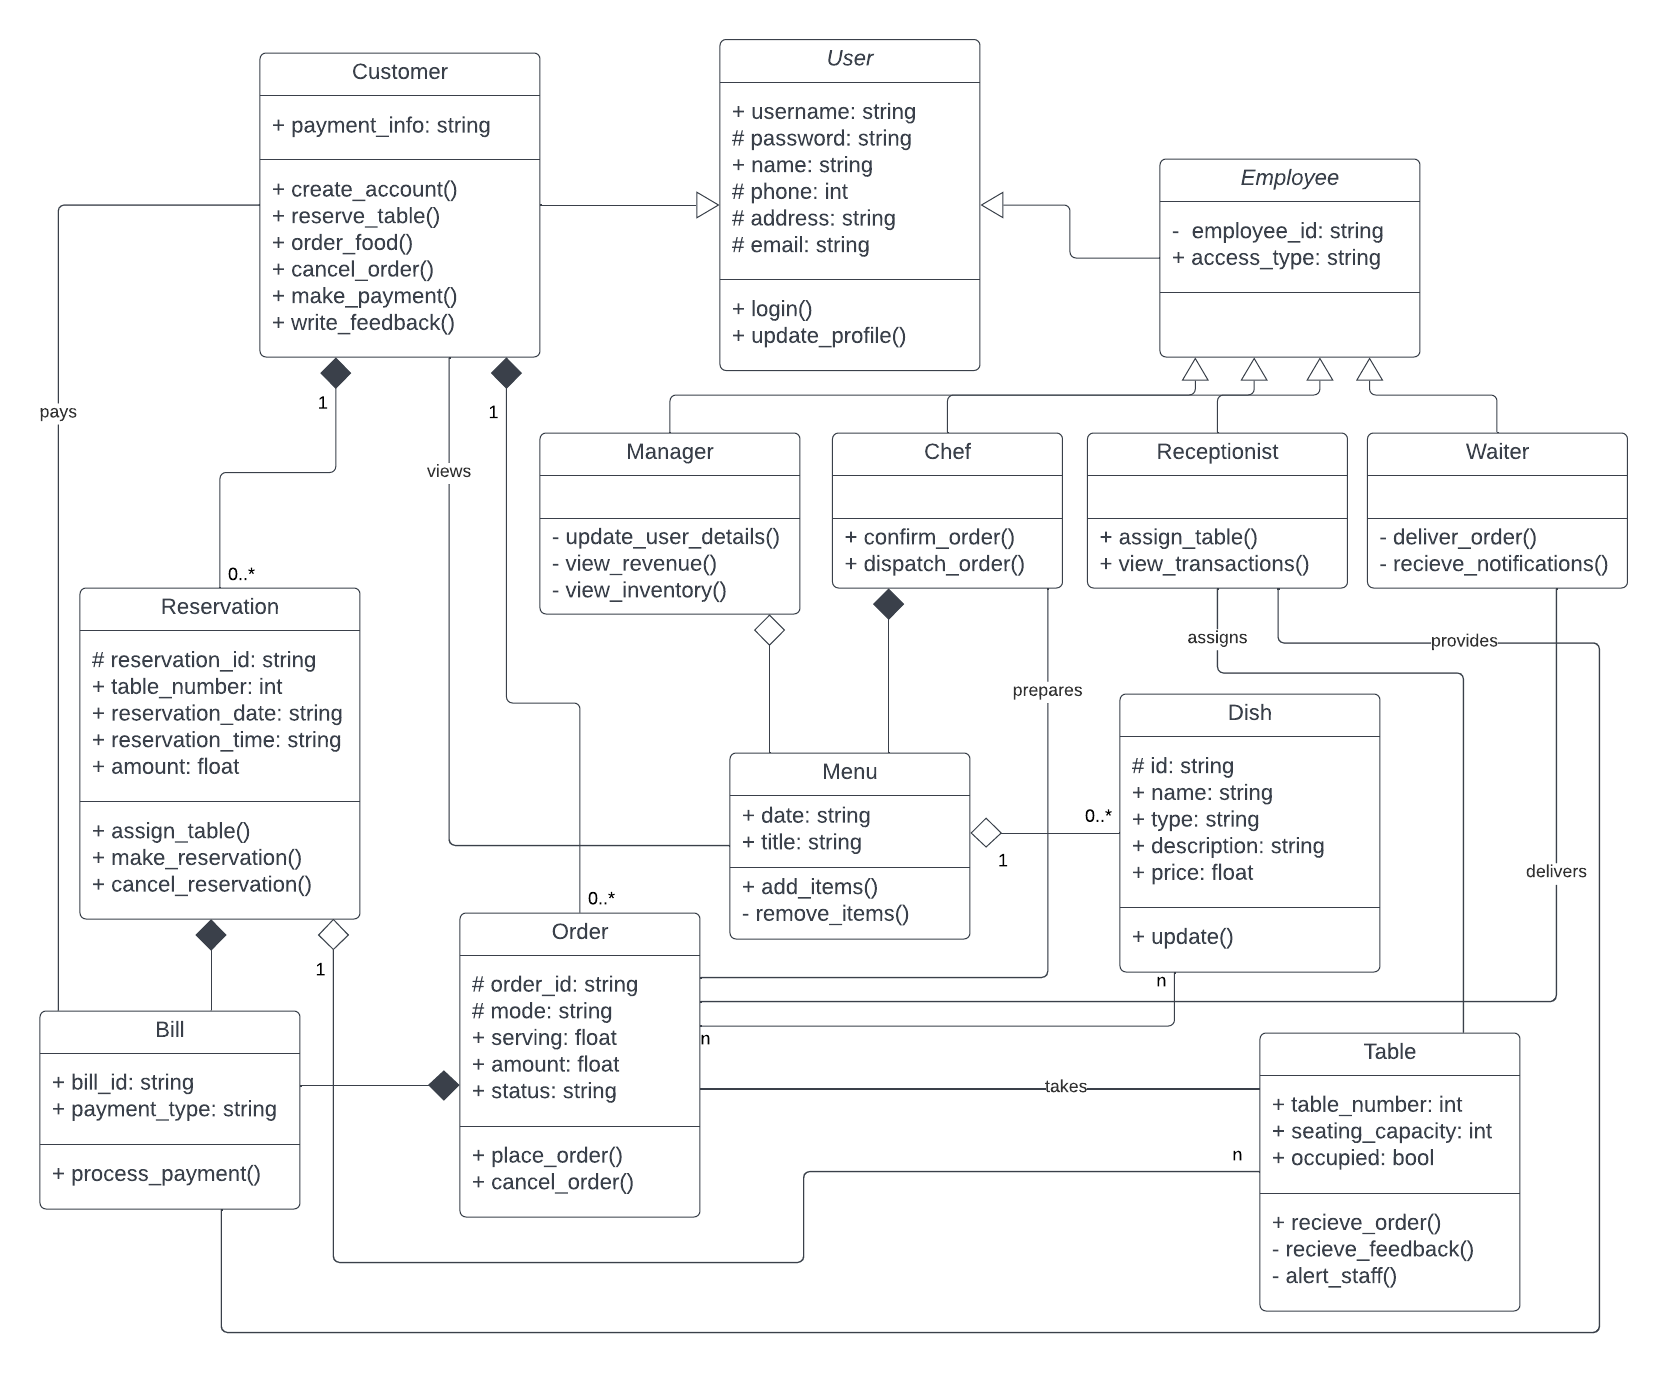 Customer
+ payment_info: string
+ create_account()
+ reserve_table()
+ order_food()
+ cancel_order()
+ make_payment()
+ write_feedback()
User
+ username: string
# password: string
+ name: string
# phone: int
# address: string
# email: string
+ login()
+ update_profile()
Employee
-  employee_id: string
+ access_type: string
pays
1
1
views
0..*
Manager
- update_user_details()
- view_revenue()
- view_inventory()
Chef
+ confirm_order()
+ dispatch_order()
Receptionist
+ assign_table()
+ view_transactions()
Waiter
- deliver_order()
- recieve_notifications()
assigns
provides
prepares
delivers
Reservation
# reservation_id: string
+ table_number: int
+ reservation_date: string
+ reservation_time: string
+ amount: float
+ assign_table()
+ make_reservation()
+ cancel_reservation()
1
Menu
+ date: string
+ title: string
+ add_items()
- remove_items()
1
0..*
Dish
# id: string
+ name: string
+ type: string
+ description: string
+ price: float
+ update()
n
0..*
Order
# order_id: string
# mode: string
+ serving: float
+ amount: float
+ status: string
+ place_order()
+ cancel_order()
n
takes
n
Bill
+ bill_id: string
+ payment_type: string
+ process_payment()
Table
+ table_number: int
+ seating_capacity: int
+ occupied: bool
+ recieve_order()
- recieve_feedback()
- alert_staff()